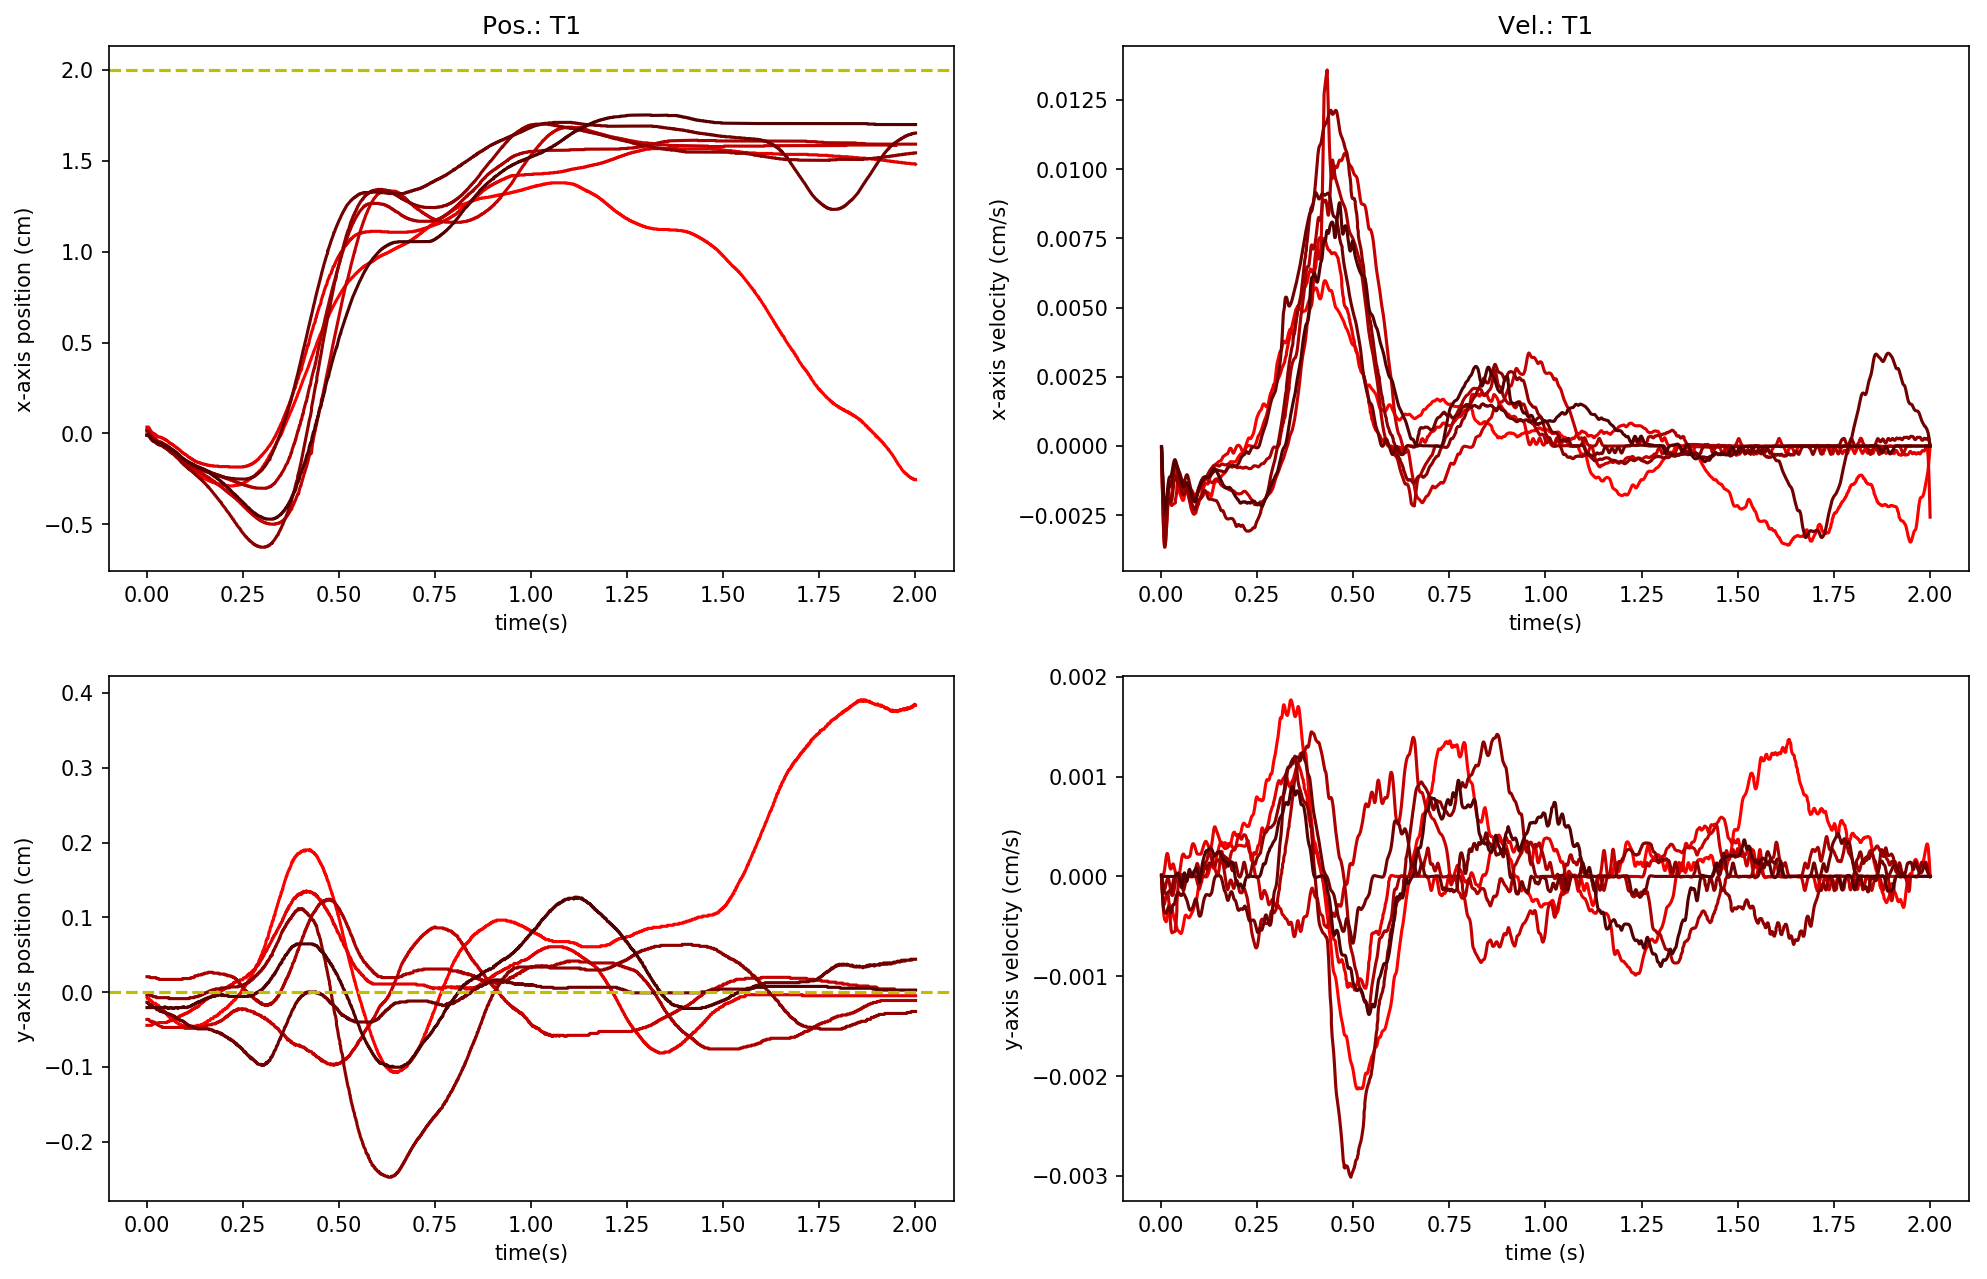 Pos.: T1
x-axis position (cm)
2.0
1.5
1.0
0.5
0.0
−0.5
0.00 0.25 0.50 0.75 1.00 1.25 1.50 1.75 2.00
time(s)
Vel.: T1
x-axis velocity (cm/s)
0.0125
0.0100
0.0075
0.0050
0.0025
0.0000
−0.0025
0.00 0.25 0.50 0.75 1.00 1.25 1.50 1.75 2.00
time(s)
y-axis position (cm)
0.4
0.3
0.2
0.1
0.0
−0.1
−0.2
0.00 0.25 0.50 0.75 1.00 1.25 1.50 1.75 2.00
time(s)
y-axis velocity (cm/s)
0.002
0.001
0.000
−0.001
−0.002
−0.003
0.00 0.25 0.50 0.75 1.00 1.25 1.50 1.75 2.00
time (s)